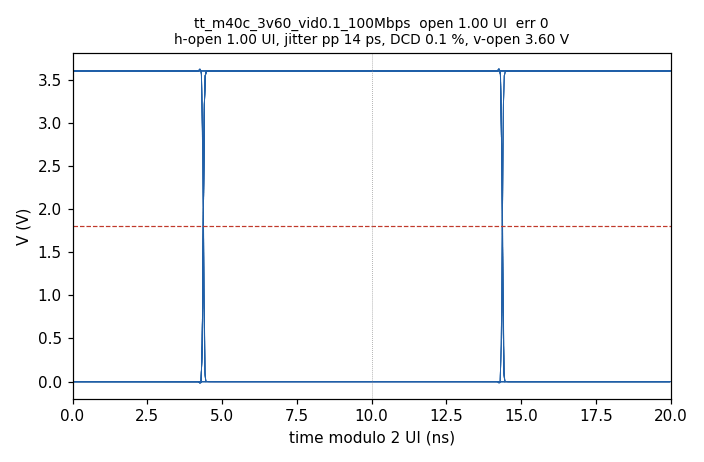 tt_m40c_3v60_vid0.1_100Mbps  open 1.00 UI  err 0
h-open 1.00 UI, jitter pp 14 ps, DCD 0.1 %, v-open 3.60 V
V (V)
3.5
3.0
2.5
2.0
1.5
1.0
0.5
0.0
0.0 2.5 5.0 7.5 10.0 12.5 15.0 17.5 20.0
time modulo 2 UI (ns)